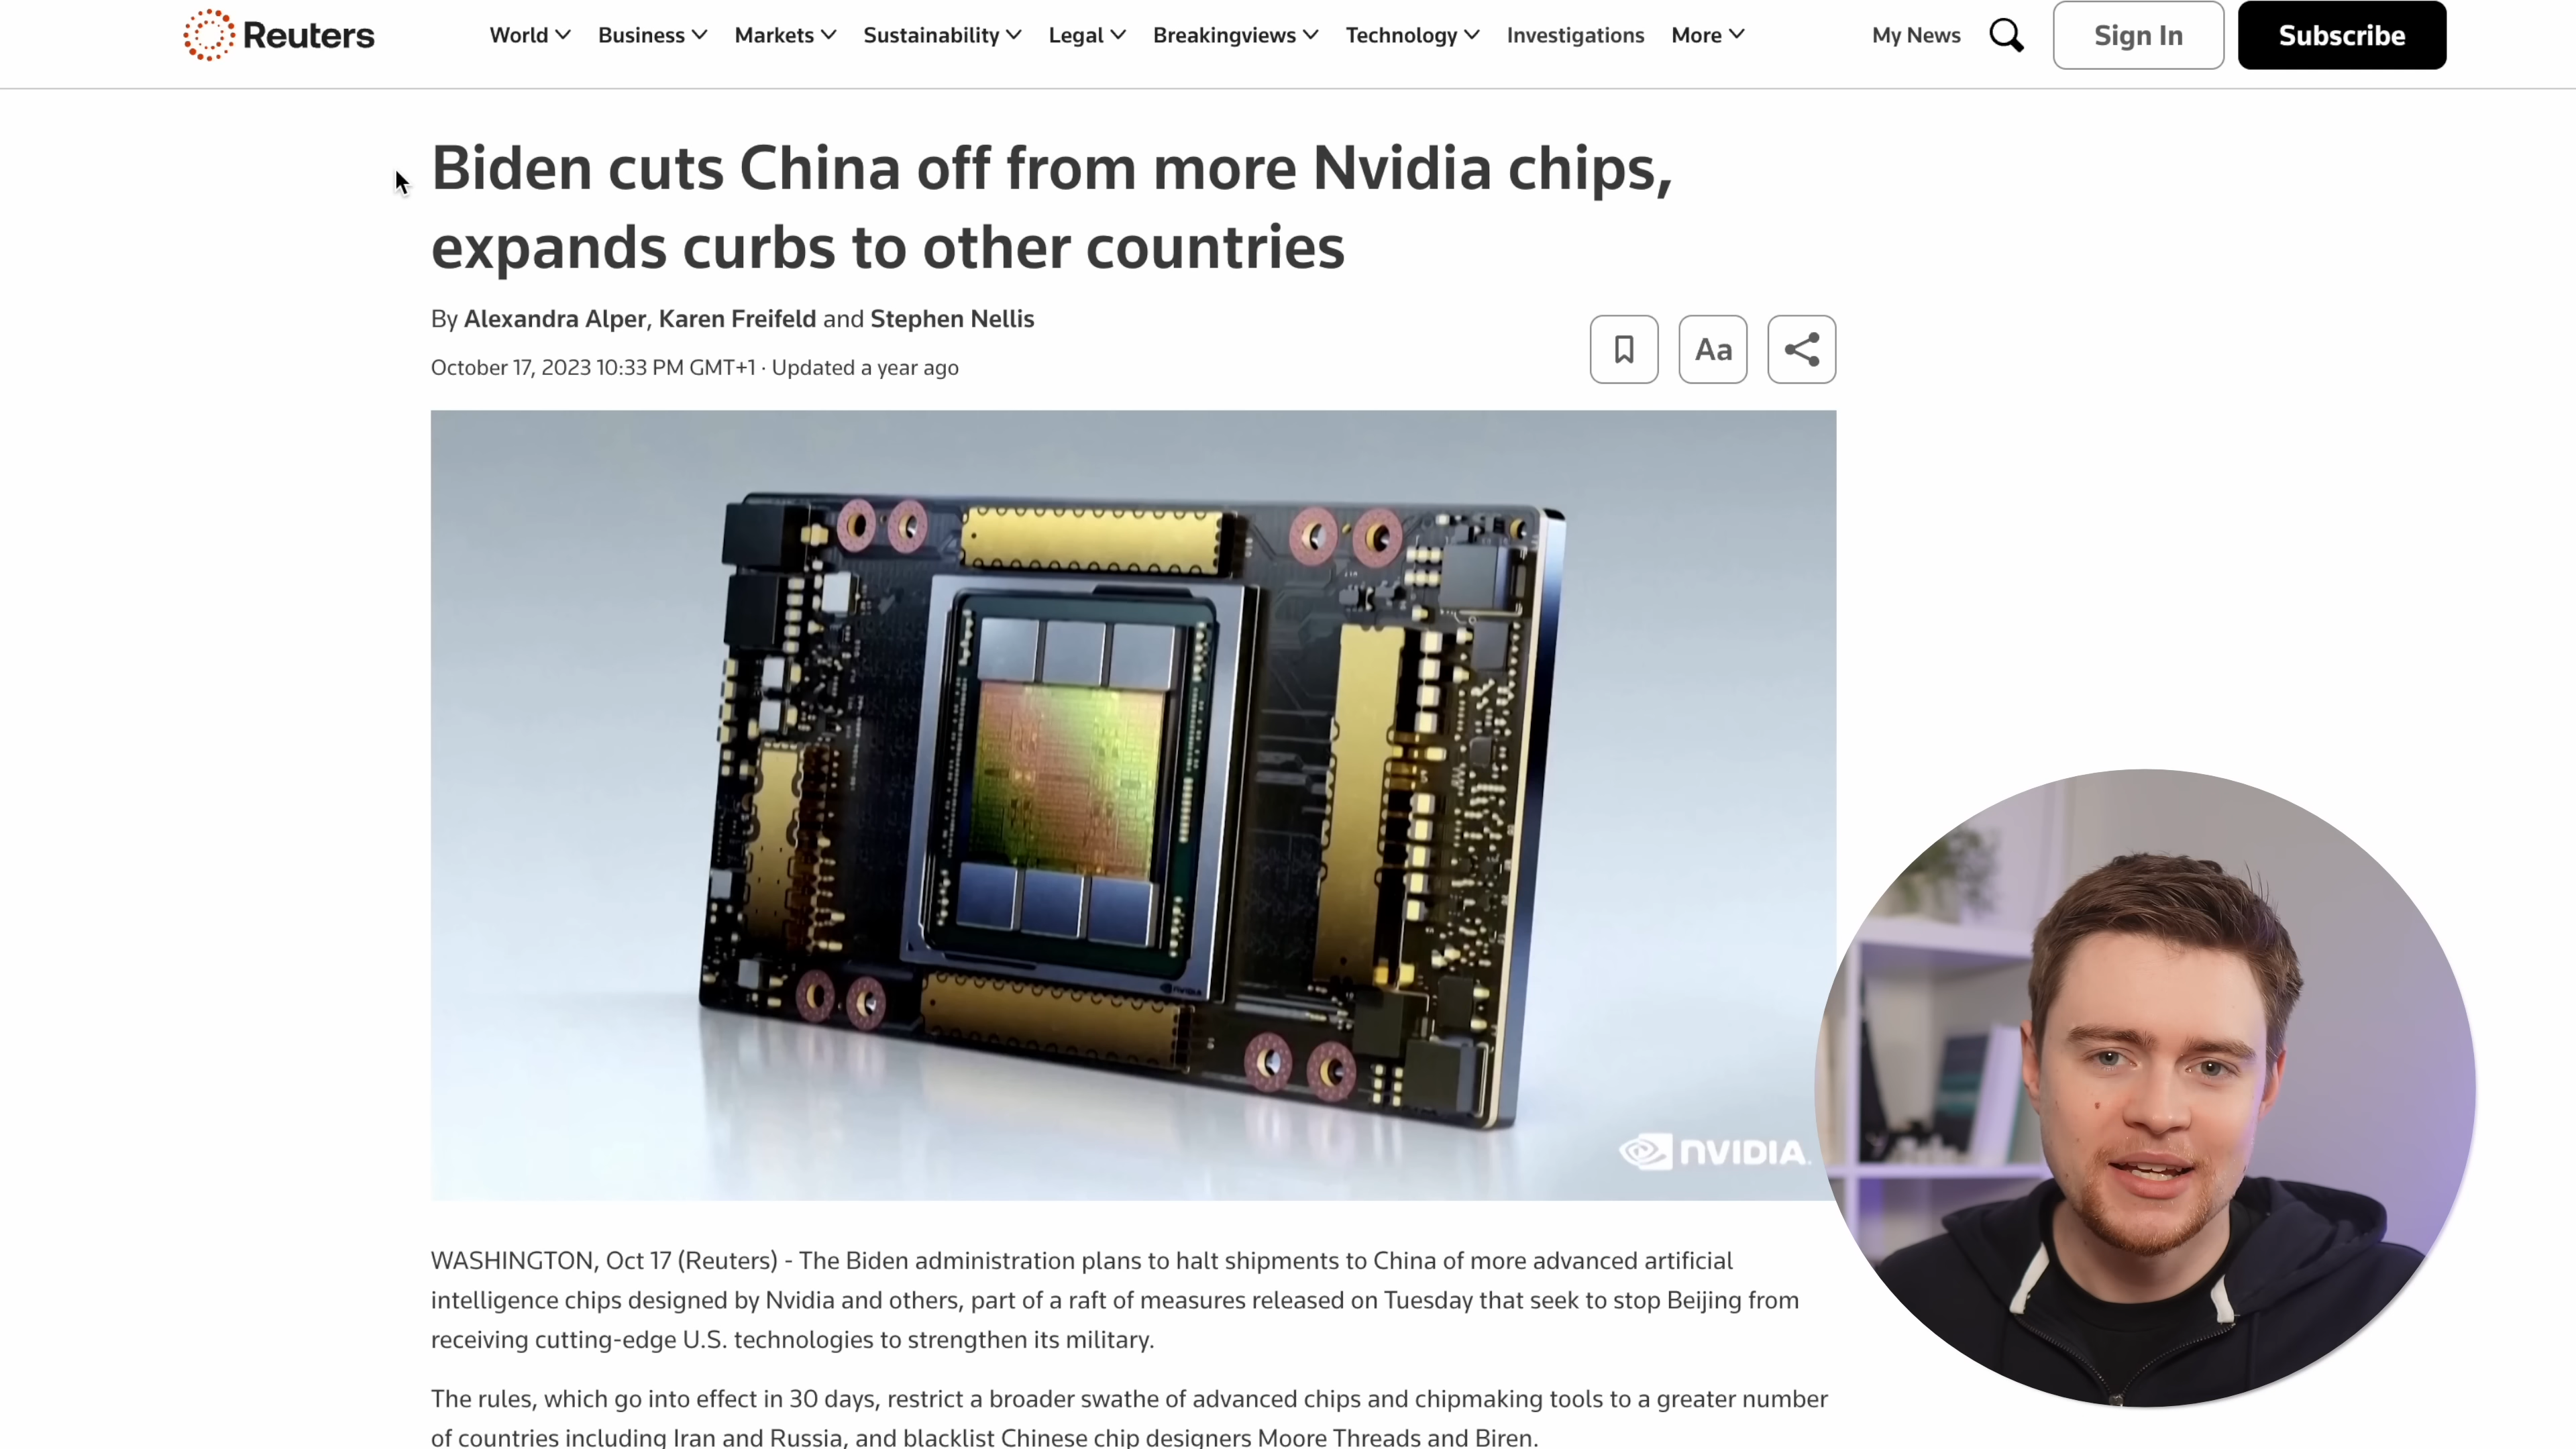 Reuters
World Business Markets Sustainability Legal Breakingviews Technology Investigations More My News Sign In Subscribe
Biden cuts China off from more Nvidia chips,
expands curbs to other countries
By Alexandra Alper, Karen Freifeld and Stephen Nellis
October 17, 2023 10:33 PM GMT+1 · Updated a year ago
Aa
NVIDIA
NVIDIA.
WASHINGTON, Oct 17 (Reuters) - The Biden administration plans to halt shipments to China of more advanced artificial
intelligence chips designed by Nvidia and others, part of a raft of measures released on Tuesday that seek to stop Beijing from
receiving cutting-edge U.S. technologies to strengthen its military.
The rules, which go into effect in 30 days, restrict a broader swathe of advanced chips and chipmaking tools to a greater number
of countries including Iran and Russia, and blacklist Chinese chip designers Moore Threads and Biren.